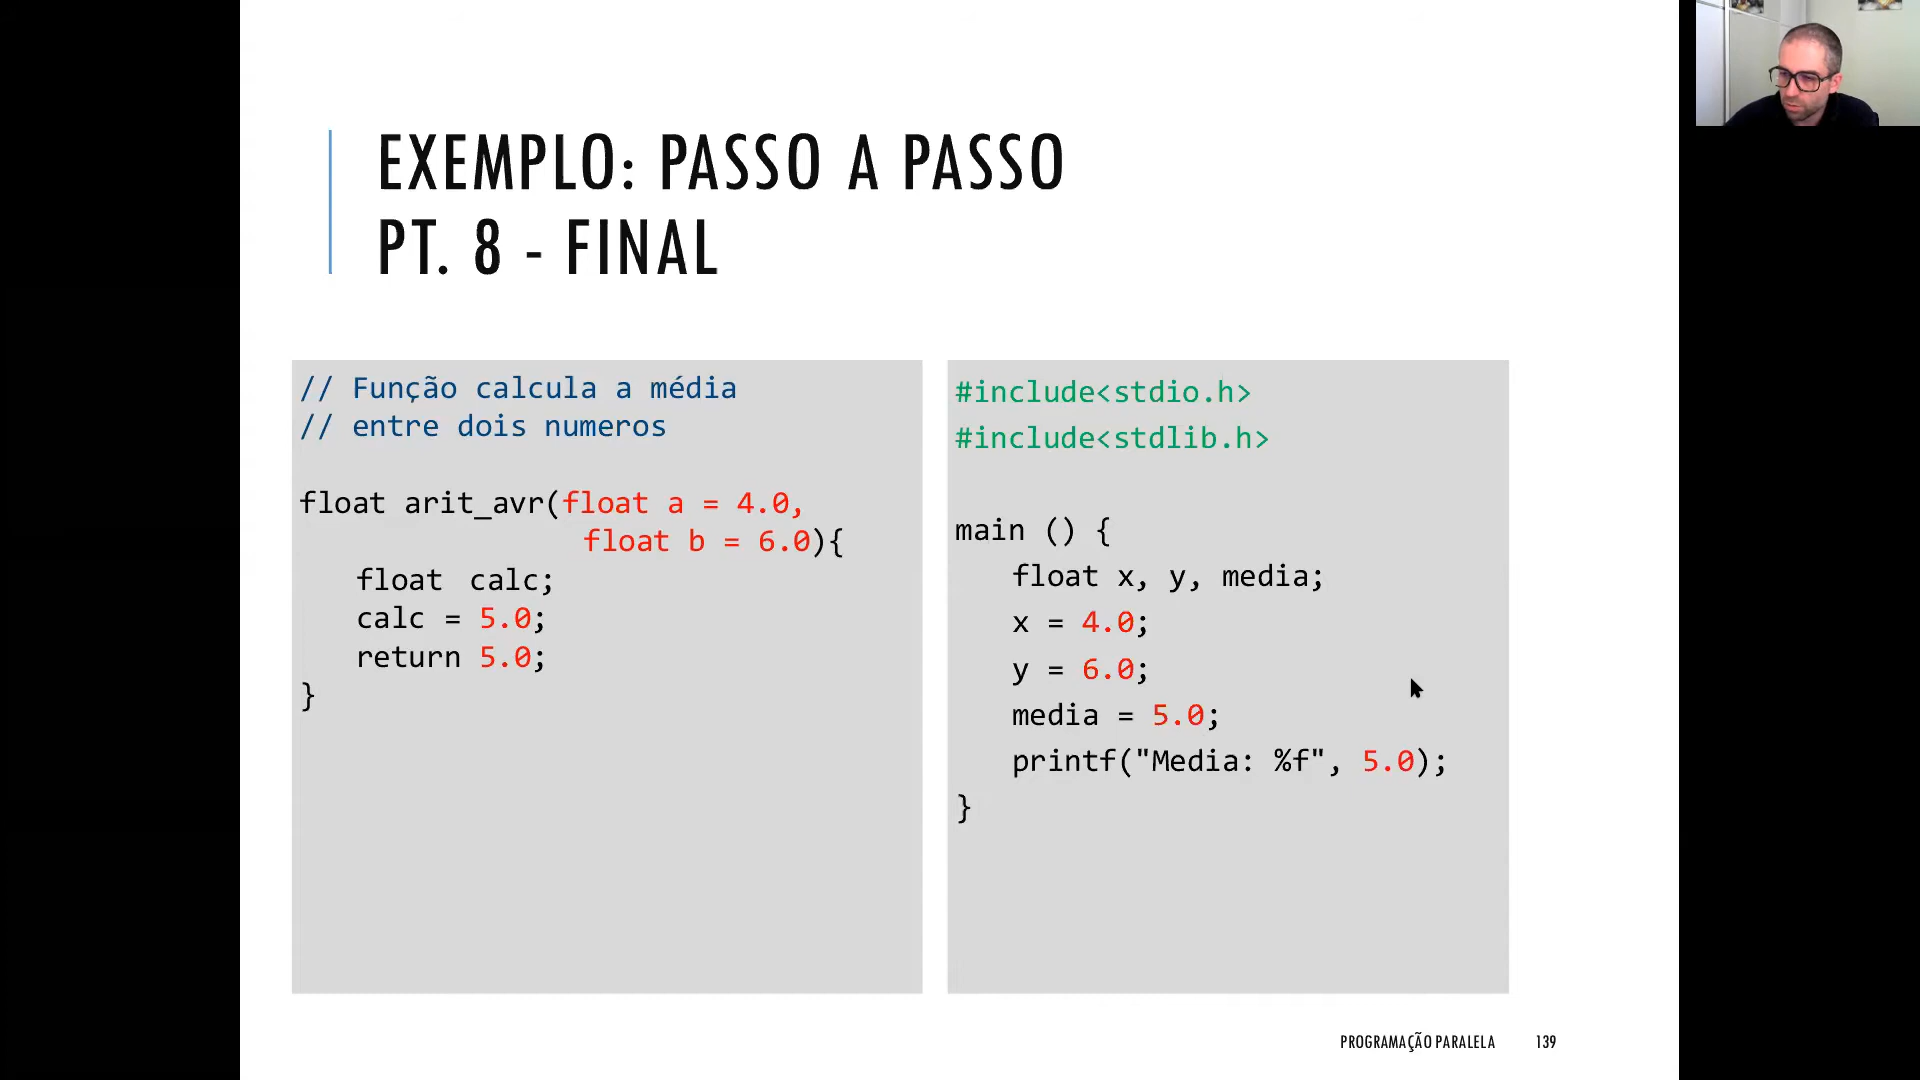 EXEMPLO: PASSO A PASSO
PT. 8 - FINAL
// Função calcula a média
// entre dois numeros
float arit_avr(float a = 4.0,
float b = 6.0){
float calc;
calc = 5.0;
return 5.0;
}
#include<stdio.h>
#include<stdlib.h>
main () {
float x, y, media;
x = 4.0;
y = 6.0;
media = 5.0;
printf("Media: %f", 5.0);
}
PROGRAMAÇÃO PARALELA 139